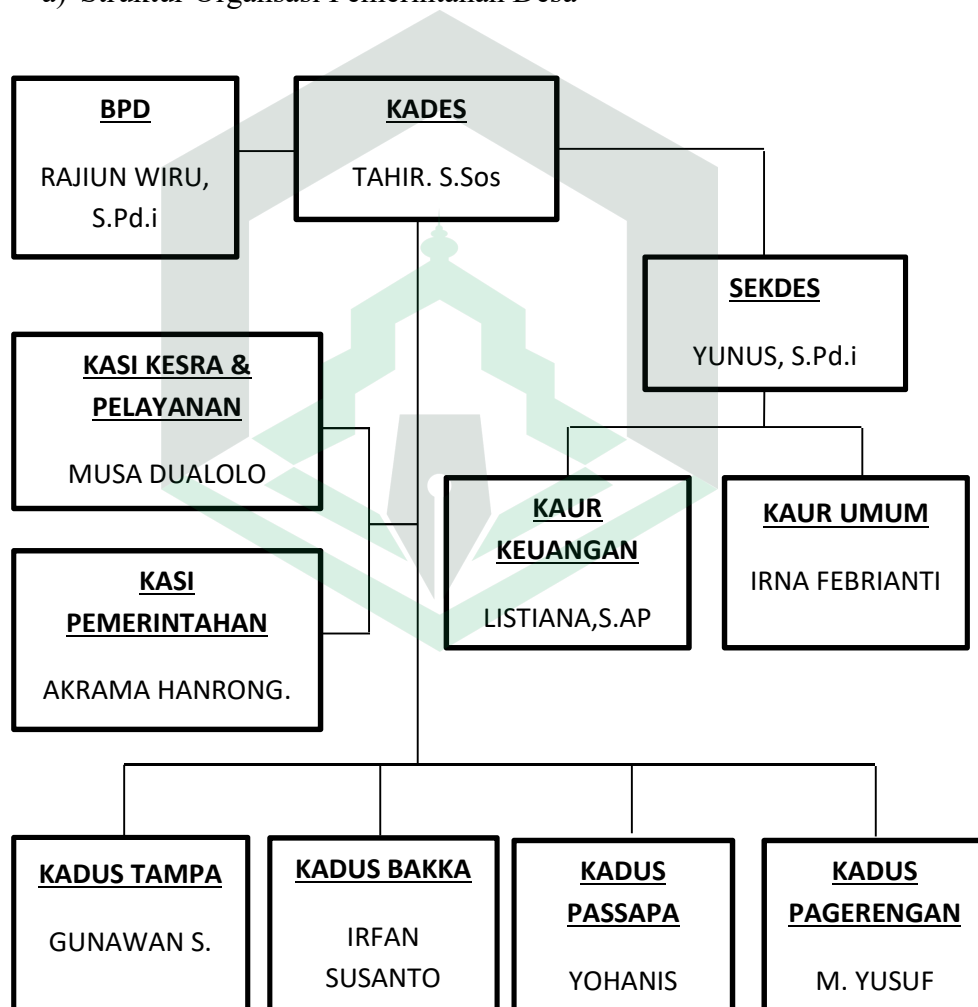 a) Struktur Organsasi Pemerintahan Desa
BPD
RAJIUN WIRU,
S.Pd.i
KADES
TAHIR. S.Sos
SEKDES
YUNUS, S.Pd.i
KASI KESRA &
PELAYANAN
MUSA DUALOLO
KASI
PEMERINTAHAN
AKRAMA HANRONG.
KAUR
KEUANGAN
LISTIANA,S.AP
KAUR UMUM
IRNA FEBRIANTI
KADUS TAMPA
GUNAWAN S.
KADUS BAKKA
IRFAN
SUSANTO
KADUS
PASSAPA
YOHANIS
KADUS
PAGERENGAN
M. YUSUF